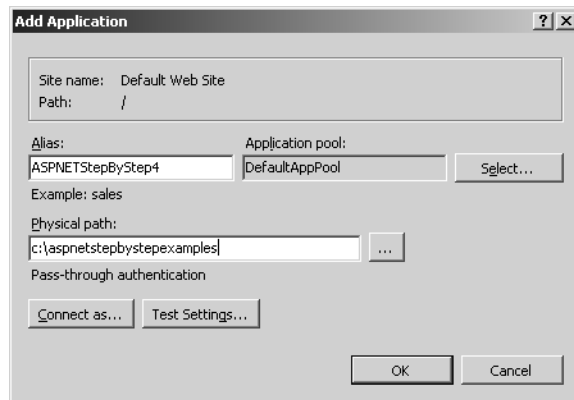 Add Application
Site name: Default Web Site
Path: /
Alias: Application pool:
ASPNETStepByStep4 DefaultAppPool Select...
Example: sales
Physical path:
c:\aspnetstepbystepexamples ...
Pass-through authentication
Connect as... Test Settings...
OK Cancel